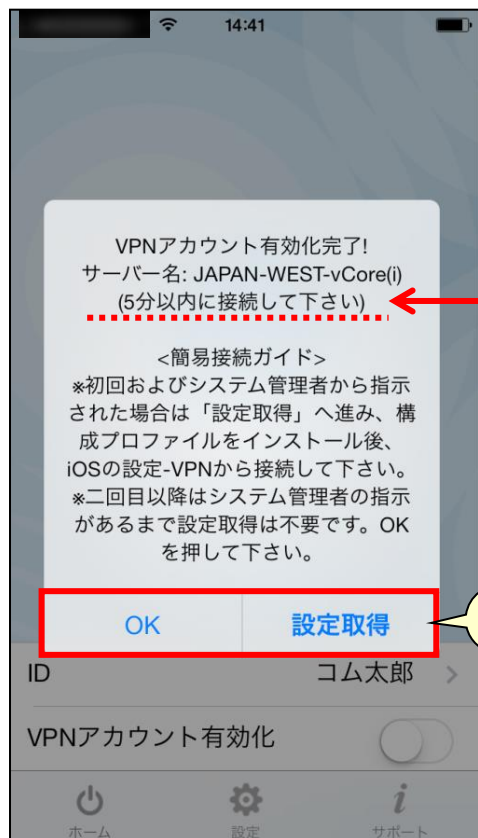 14:41
VPNアカウント有効化完了!
サーバー名: JAPAN-WEST-vCore(i)
(5分以内に接続して下さい)
<簡易接続ガイド>
※初回およびシステム管理者から指示
された場合は「設定取得」へ進み、構
成プロファイルをインストール後、
iOSの設定-VPNから接続して下さい。
※二回目以降はシステム管理者の指示
があるまで設定取得は不要です。OK
を押して下さい。
OK 設定取得
ID コム太郎
VPNアカウント有効化
ホーム 設定 サポート